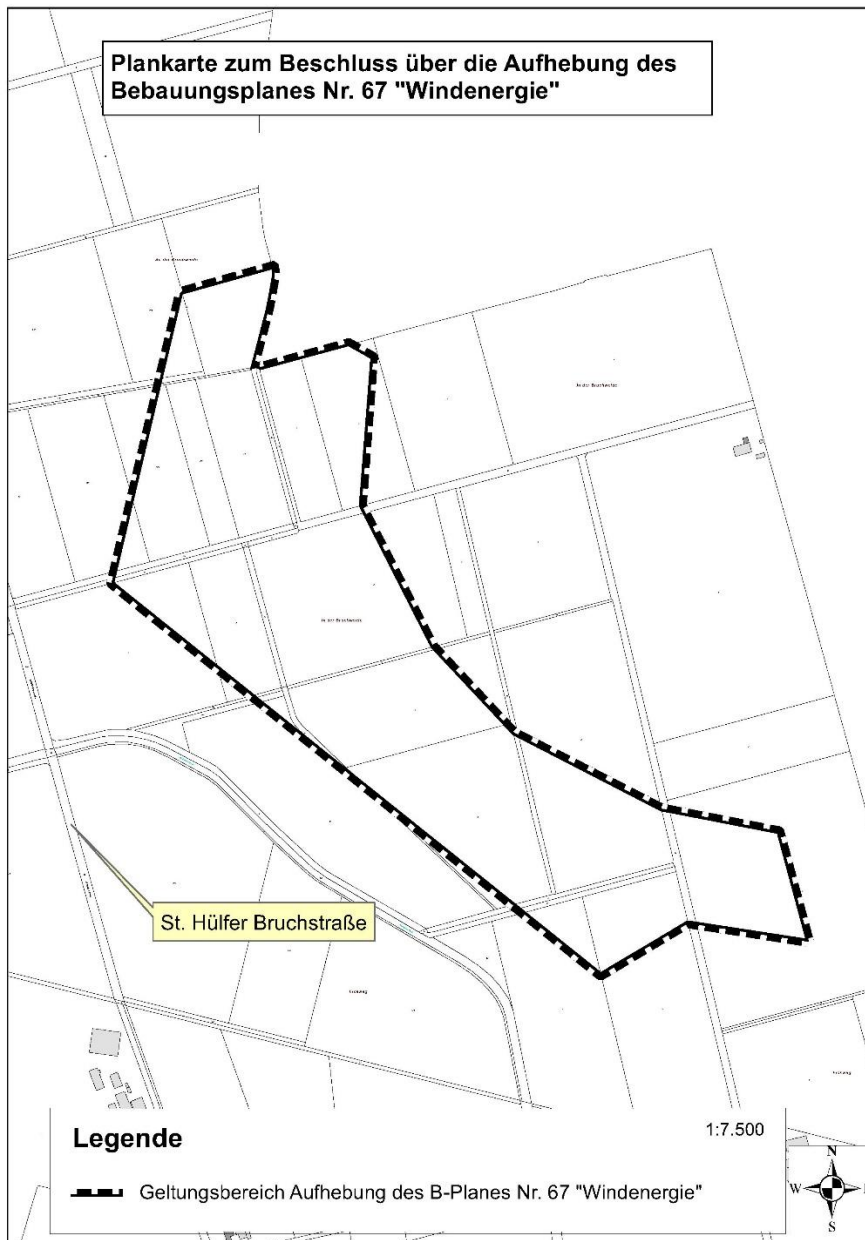 Plankarte zum Beschluss über die Aufhebung des
Bebauungsplanes Nr. 67 "Windenergie"
St. Hülfer Bruchstraße
Legende
1:7.500
Geltungsbereich Aufhebung des B-Planes Nr. 67 "Windenergie"
N
W
S